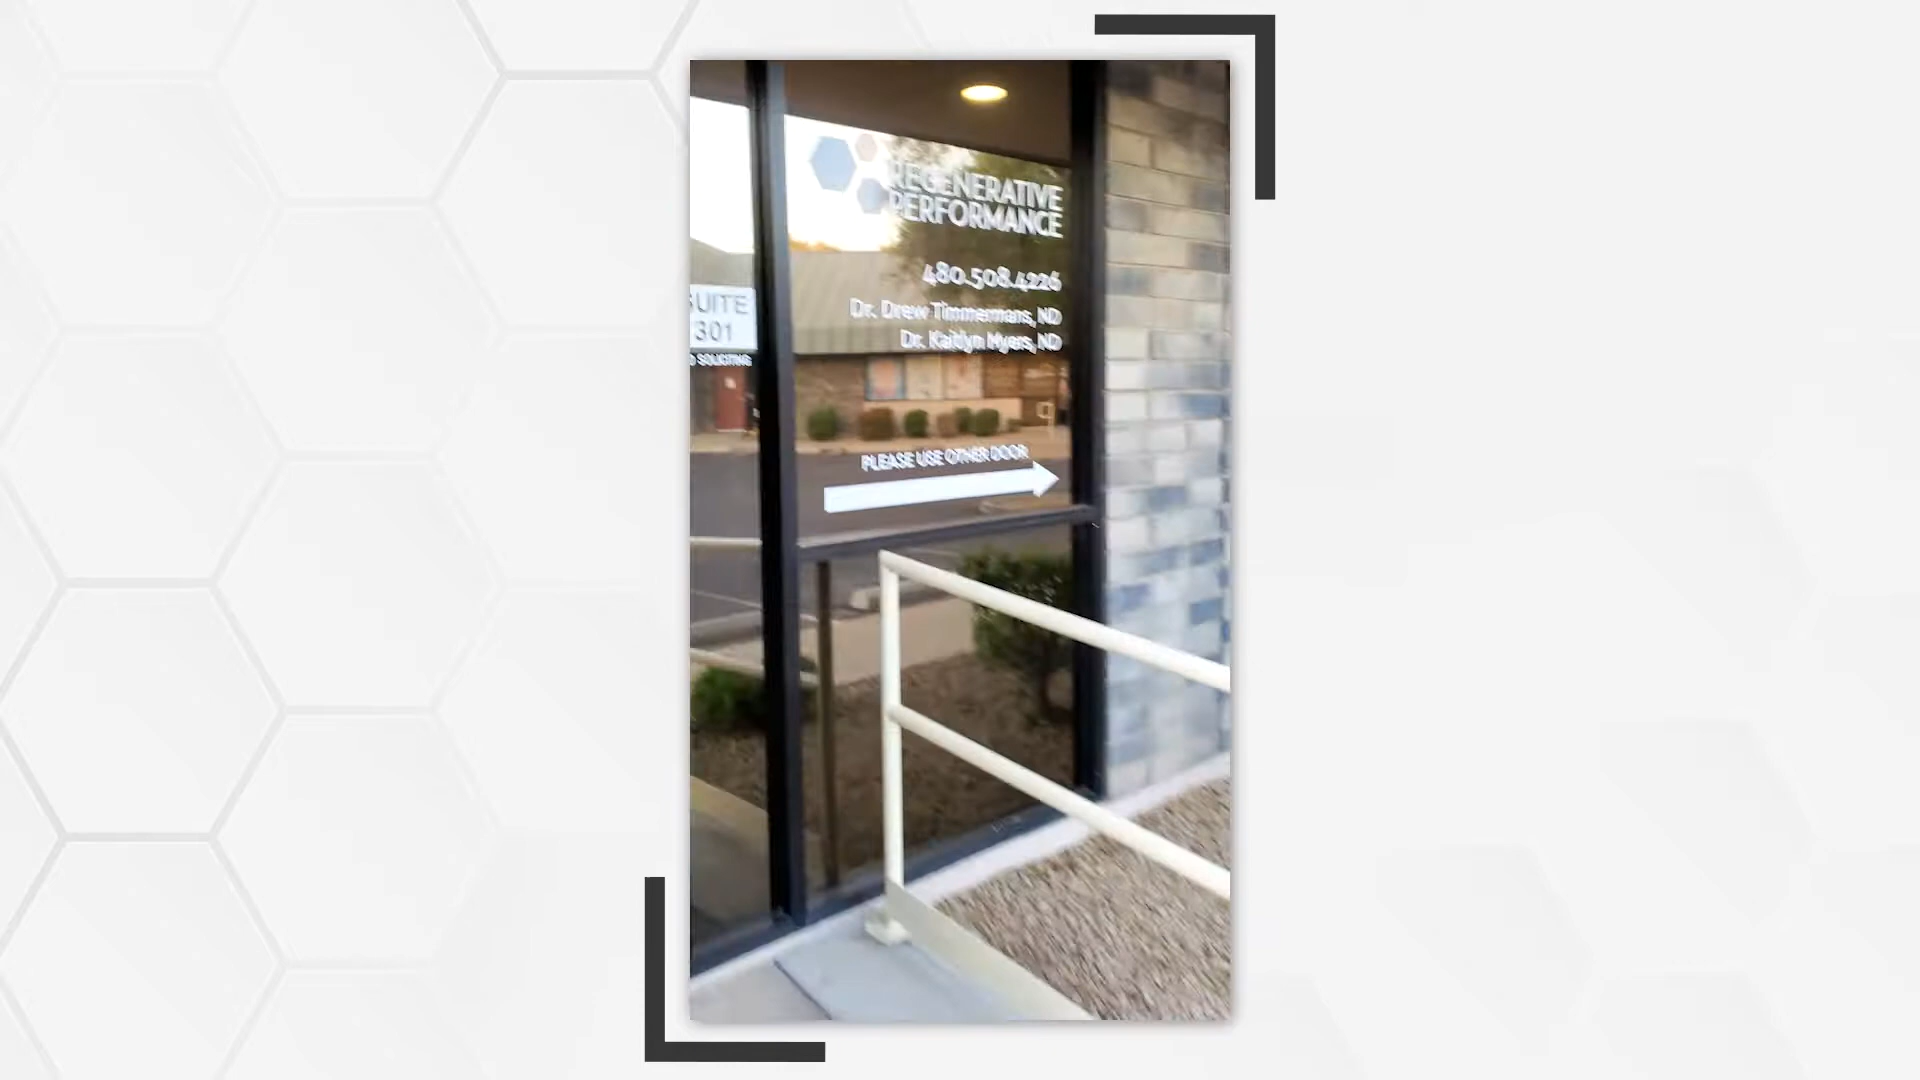 REGENERATIVE
PERFORMANCE
480.508.4226
Dr. Drew Timmermans, ND
Dr. Kaitlyn Myers, ND
SUITE
301
SOLICITING
PLEASE USE OTHER DOOR